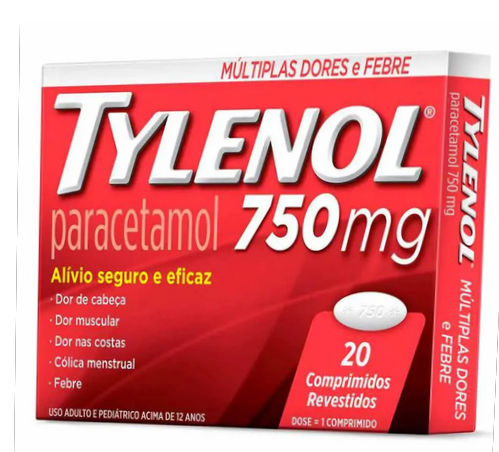 MÚLTIPLAS DORES e FEBRE
TYLENOL®
paracetamol 750mg
Alívio seguro e eficaz
· Dor de cabeça
· Dor muscular
· Dor nas costas
· Cólica menstrual
· Febre
USO ADULTO E PEDIÁTRICO ACIMA DE 12 ANOS
750
20
Comprimidos
Revestidos
DOSE = 1 COMPRIMIDO
paracetamol 750 mg
TYLENOL®
MÚLTIPLAS DORES
e FEBRE